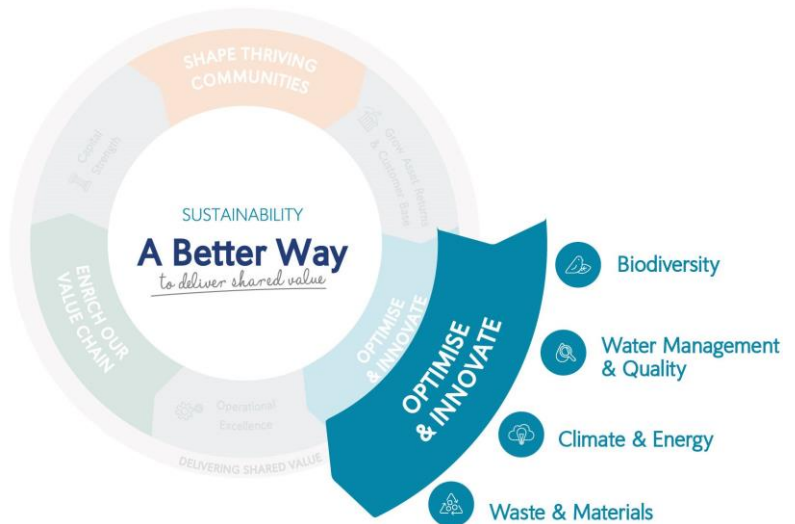 SHAPE THRIVING
COMMUNITIES
Capital
Strength
Grow Asset Returns
& Customer Base
SUSTAINABILITY
A Better Way
to deliver shared value
ENRICH OUR
VALUE CHAIN
OPTIMISE
& INNOVATE
Operational
Excellence
DELIVERING SHARED VALUE
OPTIMISE
& INNOVATE
Biodiversity
Water Management
& Quality
Climate & Energy
Waste & Materials